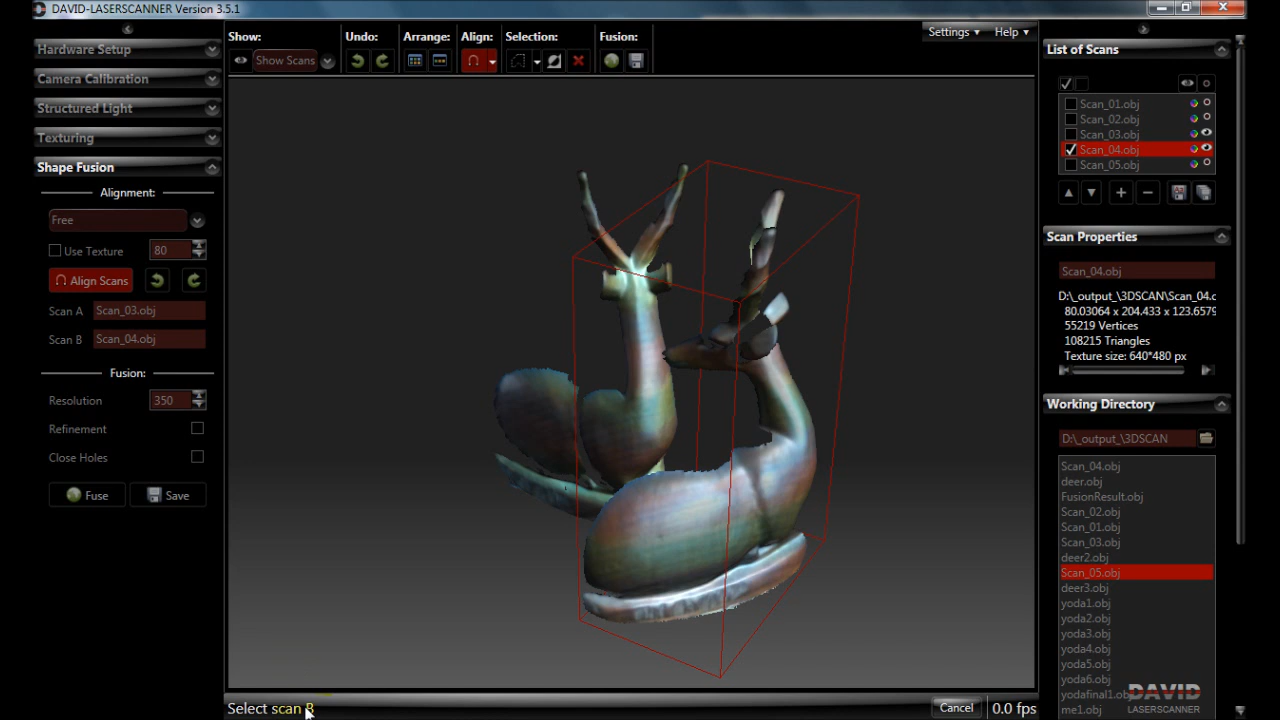 DAVID-LASERSCANNER Version 3.5.1
Hardware Setup
Camera Calibration
Structured Light
Texturing
Shape Fusion
Alignment:
Free
Use Texture 80
Align Scans
Scan A Scan_03.obj
Scan B Scan_04.obj
Fusion:
Resolution 350
Refinement
Close Holes
Fuse Save
Show: Undo: Arrange: Align: Selection: Fusion:
Show Scans
Settings Help
Select scan B
Cancel 0.0 fps
List of Scans
Scan_01.obj
Scan_02.obj
Scan_03.obj
Scan_04.obj
Scan_05.obj
Scan Properties
Scan_04.obj
D:\_output_\3DSCAN\Scan_04.o
80.03064 x 204.433 x 123.6579
55219 Vertices
108215 Triangles
Texture size: 640*480 px
Working Directory
D:\_output_\3DSCAN
Scan_04.obj
deer.obj
FusionResult.obj
Scan_02.obj
Scan_01.obj
Scan_03.obj
deer2.obj
Scan_05.obj
deer3.obj
yoda1.obj
yoda2.obj
yoda3.obj
yoda4.obj
yoda5.obj
yoda6.obj
yodafinal1.obj
me1.obj
DAVID
LASERSCANNER